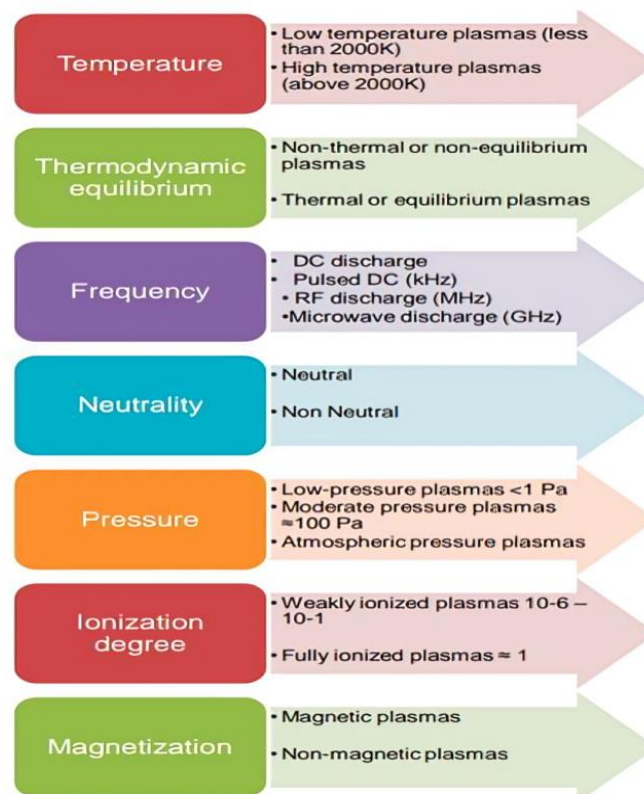 Temperature
• Low temperature plasmas (less
than 2000K)
• High temperature plasmas
(above 2000K)
Thermodynamic
equilibrium
• Non-thermal or non-equilibrium
plasmas
• Thermal or equilibrium plasmas
Frequency
• DC discharge
• Pulsed DC (kHz)
• RF discharge (MHz)
•Microwave discharge (GHz)
Neutrality
• Neutral
• Non Neutral
Pressure
• Low-pressure plasmas <1 Pa
• Moderate pressure plasmas
≈100 Pa
• Atmospheric pressure plasmas
Ionization
degree
• Weakly ionized plasmas 10-6 –
10-1
• Fully ionized plasmas ≈ 1
Magnetization
• Magnetic plasmas
• Non-magnetic plasmas